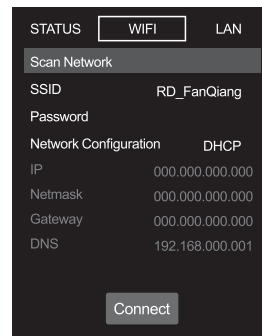 STATUS WIFI LAN
Scan Network
SSID RD_FanQiang
Password
Network Configuration DHCP
IP 000.000.000.000
Netmask 000.000.000.000
Gateway 000.000.000.000
DNS 192.168.000.001
Connect